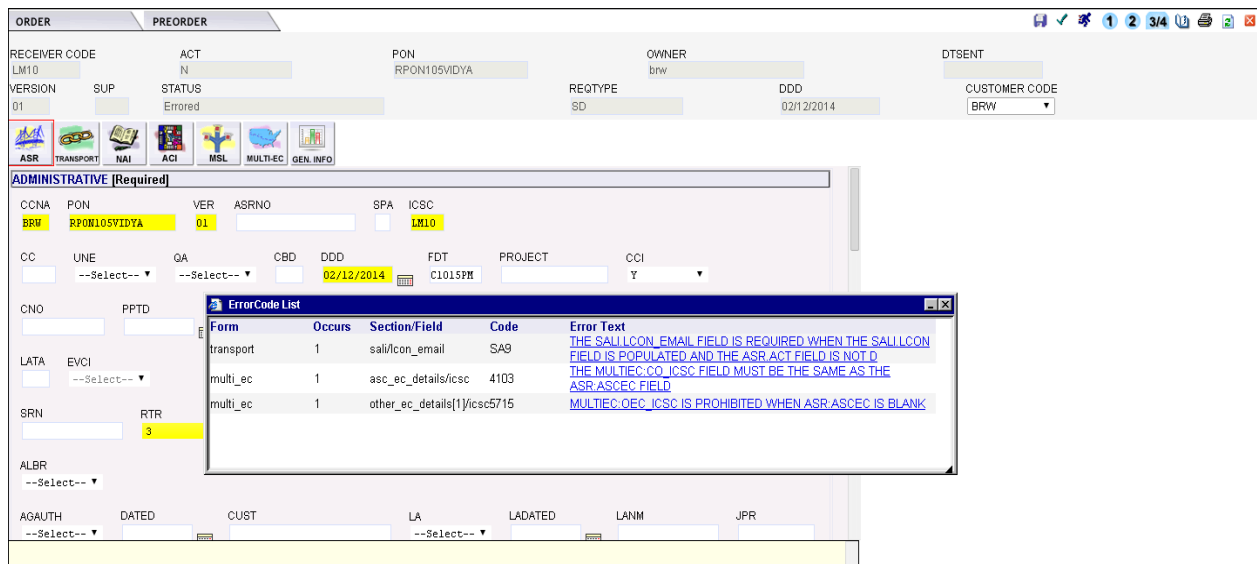 ORDER PREORDER
1 2 3/4
RECEIVER CODE ACT PON OWNER DTSENT
LM10 N RPON105VIDYA brw
VERSION SUP STATUS REQTYPE DDD CUSTOMER CODE
01 Errored SD 02/12/2014 BRW
ASR TRANSPORT NAI ACI MSL MULTI-EC GEN. INFO
ADMINISTRATIVE [Required]
CCNA PON VER ASRNO SPA ICSC
BRW RPON105VIDYA 01 LM10
CC UNE QA CBD DDD FDT PROJECT CCI
--Select-- --Select-- 02/12/2014 C1015PM Y
CNO PPTD
LATA EVCI
--Select--
SRN RTR
3
ALBR
--Select--
AGAUTH DATED CUST LA LADATED LANM JPR
--Select-- --Select--
ErrorCode List
Form Occurs Section/Field Code Error Text
transport 1 sali/lcon_email SA9 THE SALI.LCON_EMAIL FIELD IS REQUIRED WHEN THE SALI.LCON
FIELD IS POPULATED AND THE ASR.ACT FIELD IS NOT D
multi_ec 1 asc_ec_details/icsc 4103 THE MULTIEC:CO_ICSC FIELD MUST BE THE SAME AS THE
ASR:ASCEC FIELD
multi_ec 1 other_ec_details[1]/icsc5715 MULTIEC:OEC_ICSC IS PROHIBITED WHEN ASR:ASCEC IS BLANK